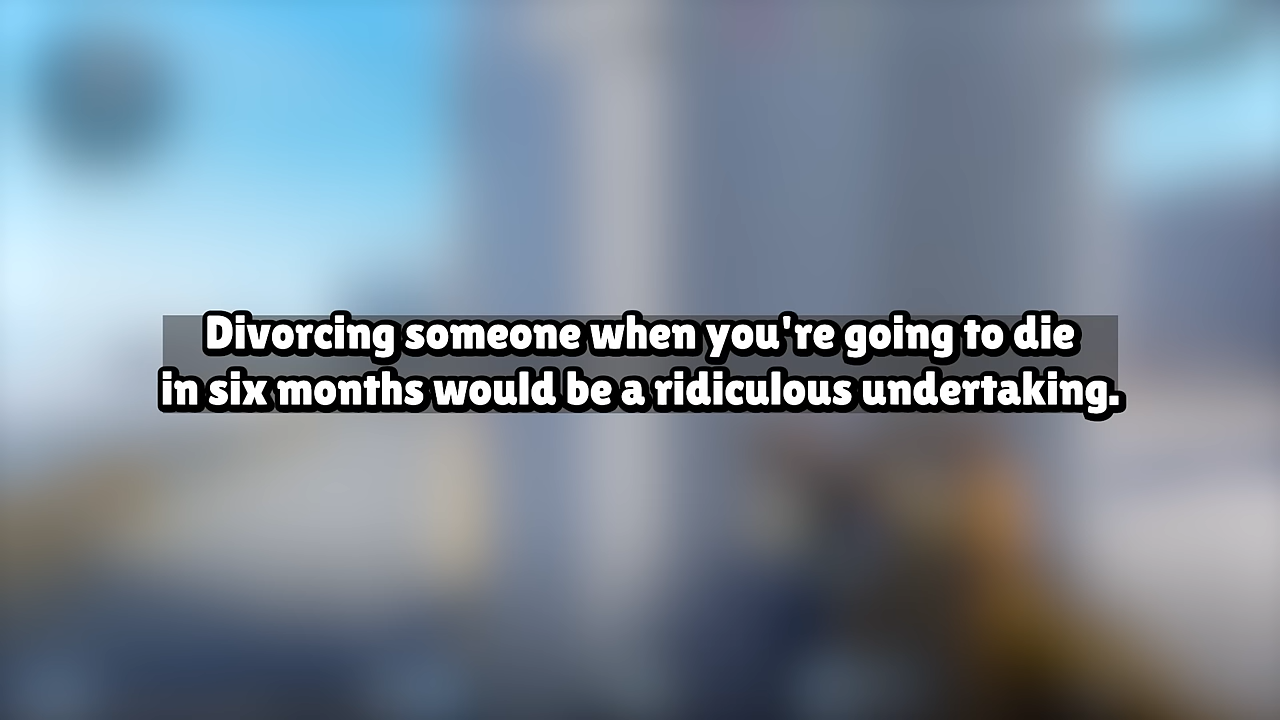 Divorcing someone when you're going to die
in six months would be a ridiculous undertaking.